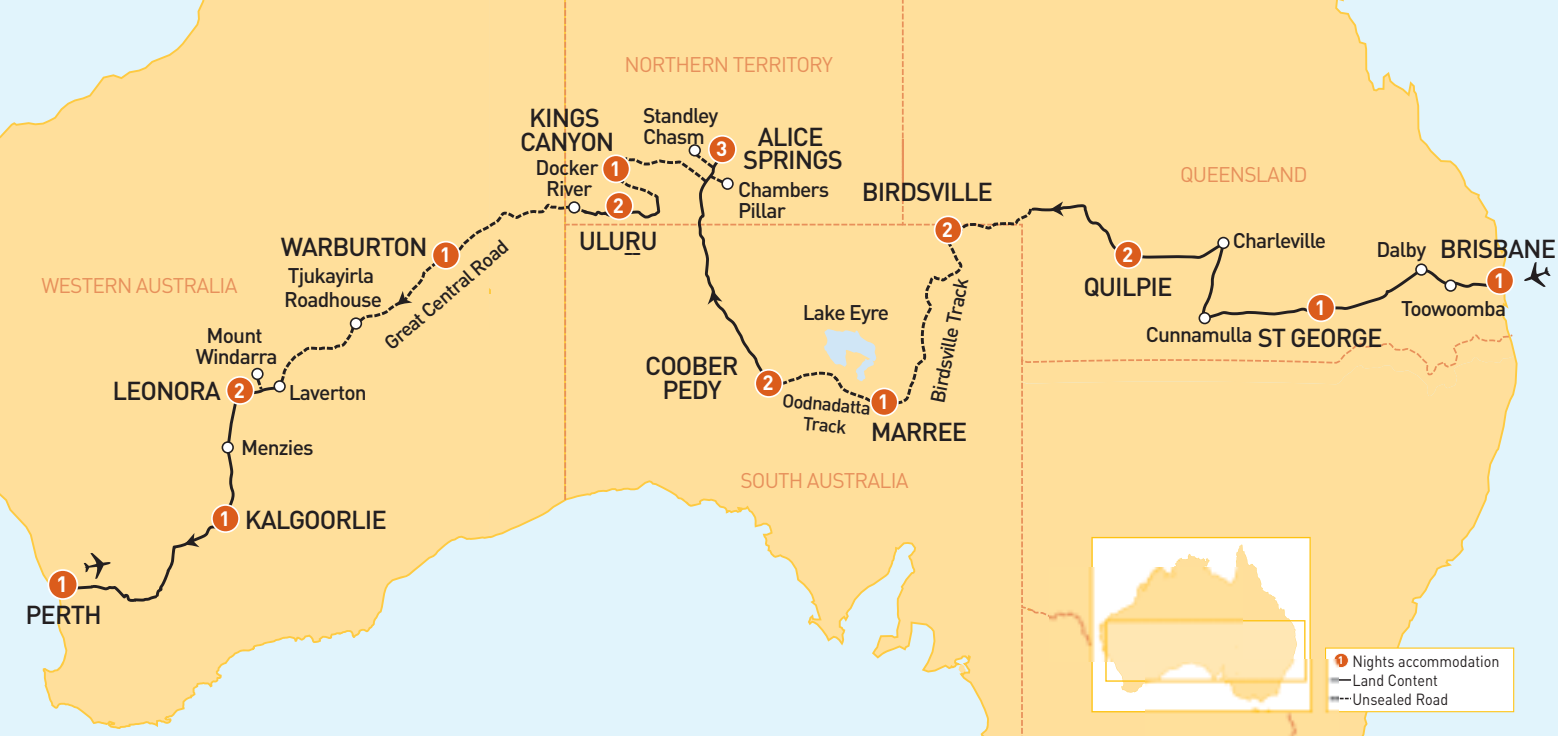 NORTHERN TERRITORY
KINGS
CANYON
1
Standley
Chasm
3
ALICE
SPRINGS
Docker
River
2
ULURU
Chambers
Pillar
BIRDSVILLE
2
QUEENSLAND
Charleville
Dalby
BRISBANE
1
Toowoomba
2
QUILPIE
1
Cunnamulla
ST GEORGE
WARBURTON
1
WESTERN AUSTRALIA
Tjukayirla
Roadhouse
Great Central Road
Mount
Windarra
LEONORA
2
Laverton
Menzies
1
KALGOORLIE
1
PERTH
Lake Eyre
Birdsville Track
COOBER
PEDY
2
Oodnadatta
Track
1
MARREE
SOUTH AUSTRALIA
1 Nights accommodation
Land Content
Unsealed Road